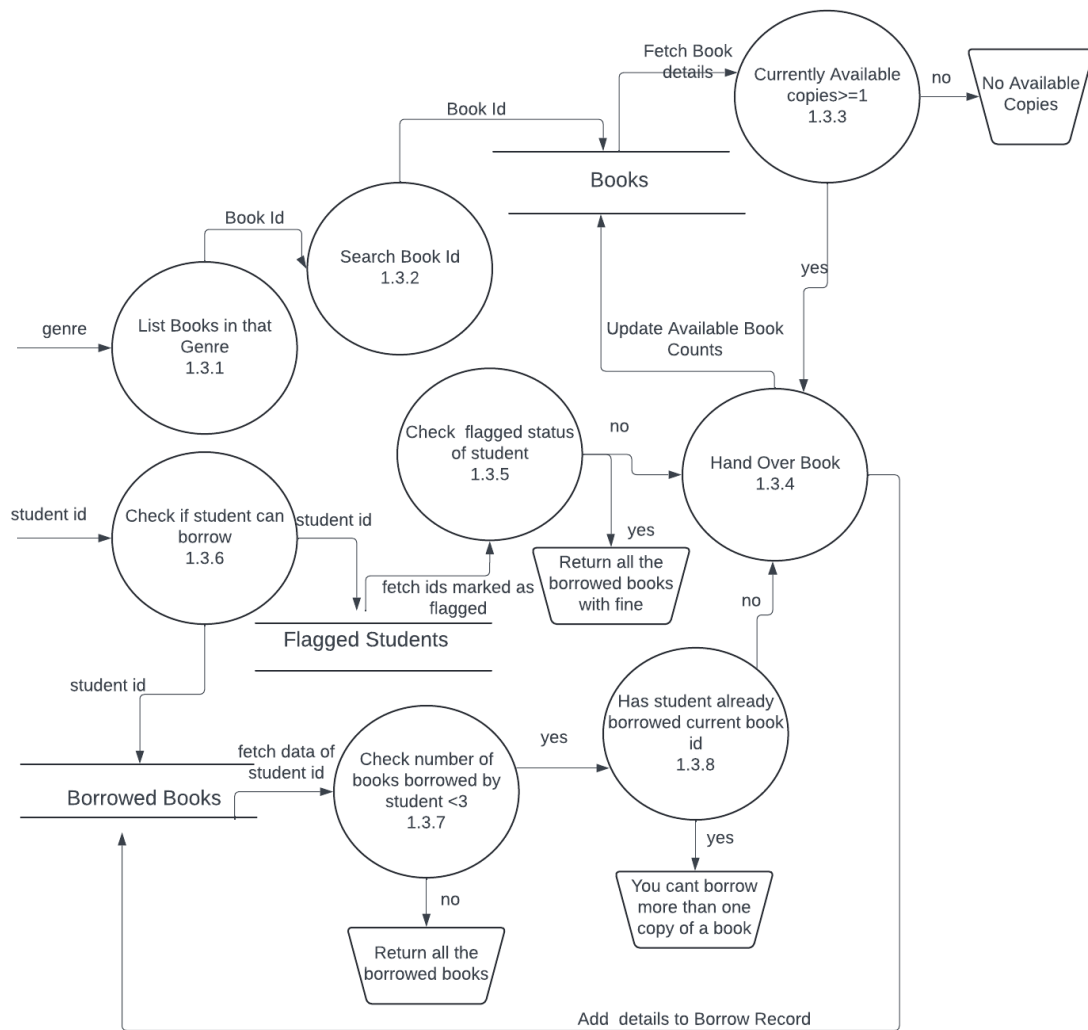 Fetch Book
details
Currently Available
copies>=1
1.3.3
no
No Available
Copies
Book Id
Books
Book Id
Search Book Id
1.3.2
yes
genre
List Books in that
Genre
1.3.1
Update Available Book
Counts
Check  flagged status
of student
1.3.5
no
Hand Over Book
1.3.4
student id
Check if student can
borrow
1.3.6
student id
yes
Return all the
borrowed books
with fine
fetch ids marked as
flagged
Flagged Students
no
student id
Has student already
borrowed current book
id
1.3.8
fetch data of
student id
Check number of
books borrowed by
student <3
1.3.7
yes
Borrowed Books
yes
You cant borrow
more than one
copy of a book
no
Return all the
borrowed books
Add  details to Borrow Record